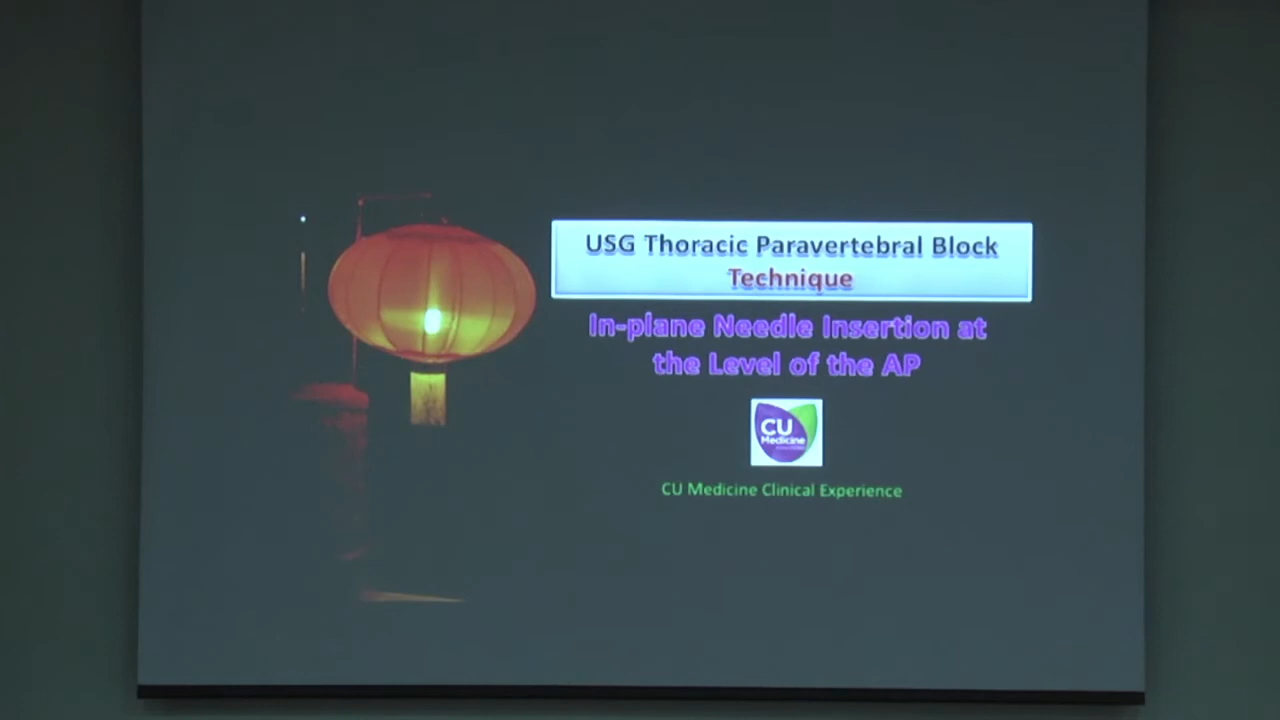 USG Thoracic Paravertebral Block
Technique
In-plane Needle Insertion at
the Level of the AP
CU
Medicine
CU Medicine Clinical Experience